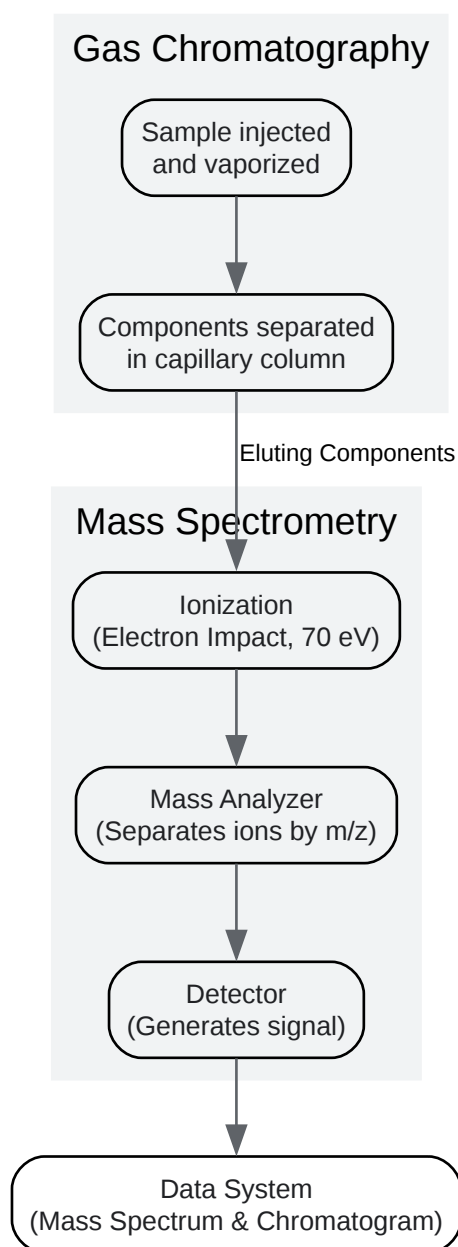 Gas Chromatography
Sample injected
and vaporized
Components separated
in capillary column
Eluting Components
Mass Spectrometry
Ionization
(Electron Impact, 70 eV)
Mass Analyzer
(Separates ions by m/z)
Detector
(Generates signal)
Data System
(Mass Spectrum & Chromatogram)